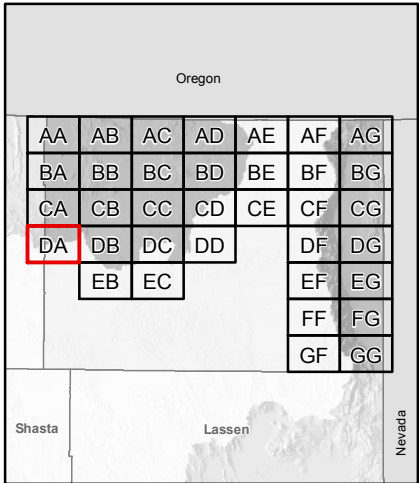 Oregon
AA AB AC AD AE AF AG
BA BB BC BD BE BF BG
CA CB CC CD CE CF CG
DA DB DC DD DF DG
EB EC EF EG
FF FG
GF GG
Shasta Lassen Nevada